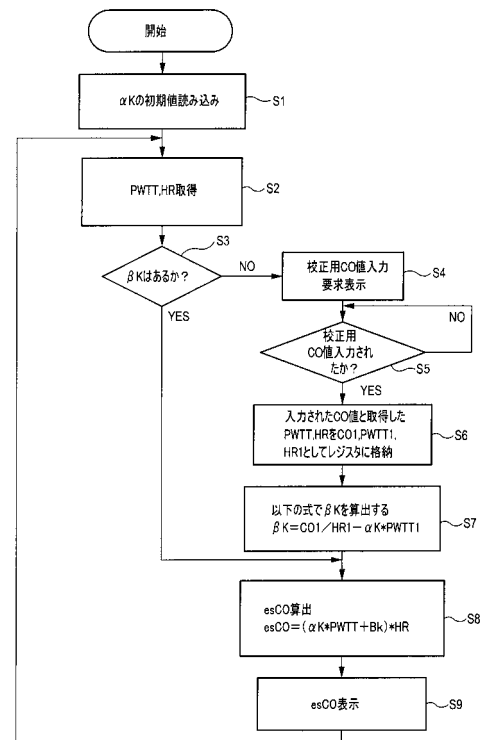 開始
αKの初期値読み込み
S1
PWTT,HR取得
S2
βKはあるか？
S3
NO
YES
校正用CO値入力
要求表示
S4
NO
校正用
CO値入力され
たか？
S5
YES
入力されたCO値と取得した
PWTT,HRをCO1,PWTT1,
HR1としてレジスタに格納
S6
以下の式でβKを算出する
βK=CO1／HR1−αK*PWTT1
S7
esCO算出
esCO=(αK*PWTT+Bk)*HR
S8
esCO表示
S9